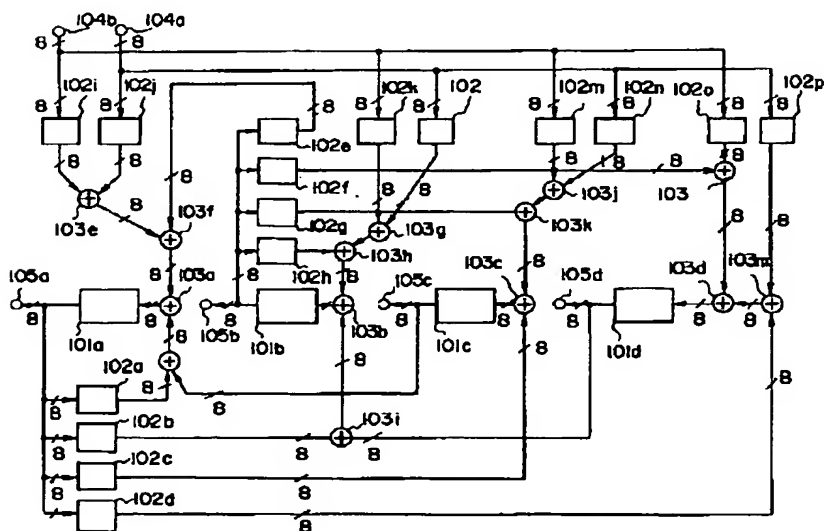 104b 104a
8 8
102i 102j 102k 102 102m 102n 102o 102p
8 8 8 8 8 8 8 8 8
8 8 102e 8 8 8 8 8 8
102f 8 103j 103
103e 8 103f 102g 103g 103k 8 8
8 103h 8
105a 8 103a 102h 8 105c 103c 8 105d 103d 103m
8 8 8 8 8 8 8 8 8 8 8
101a 105b 101b 103b 101c 101d
8 8 8 8
102a 8 8
8 102b 103i
8 102c 8 8
8 102d 8
8 8